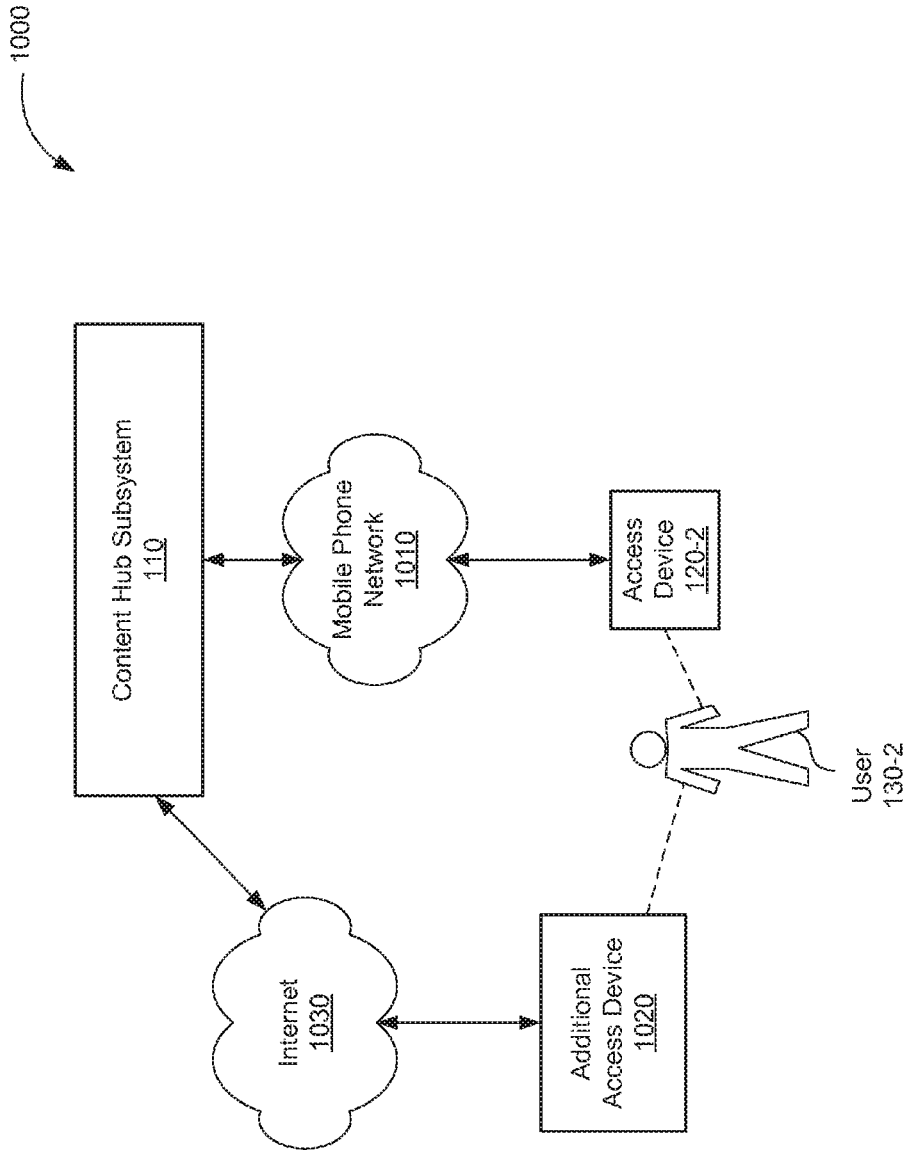 1000
Content Hub Subsystem
110
Mobile Phone
Network
1010
Internet
1030
Access
Device
120-2
Additional
Access Device
1020
User
130-2